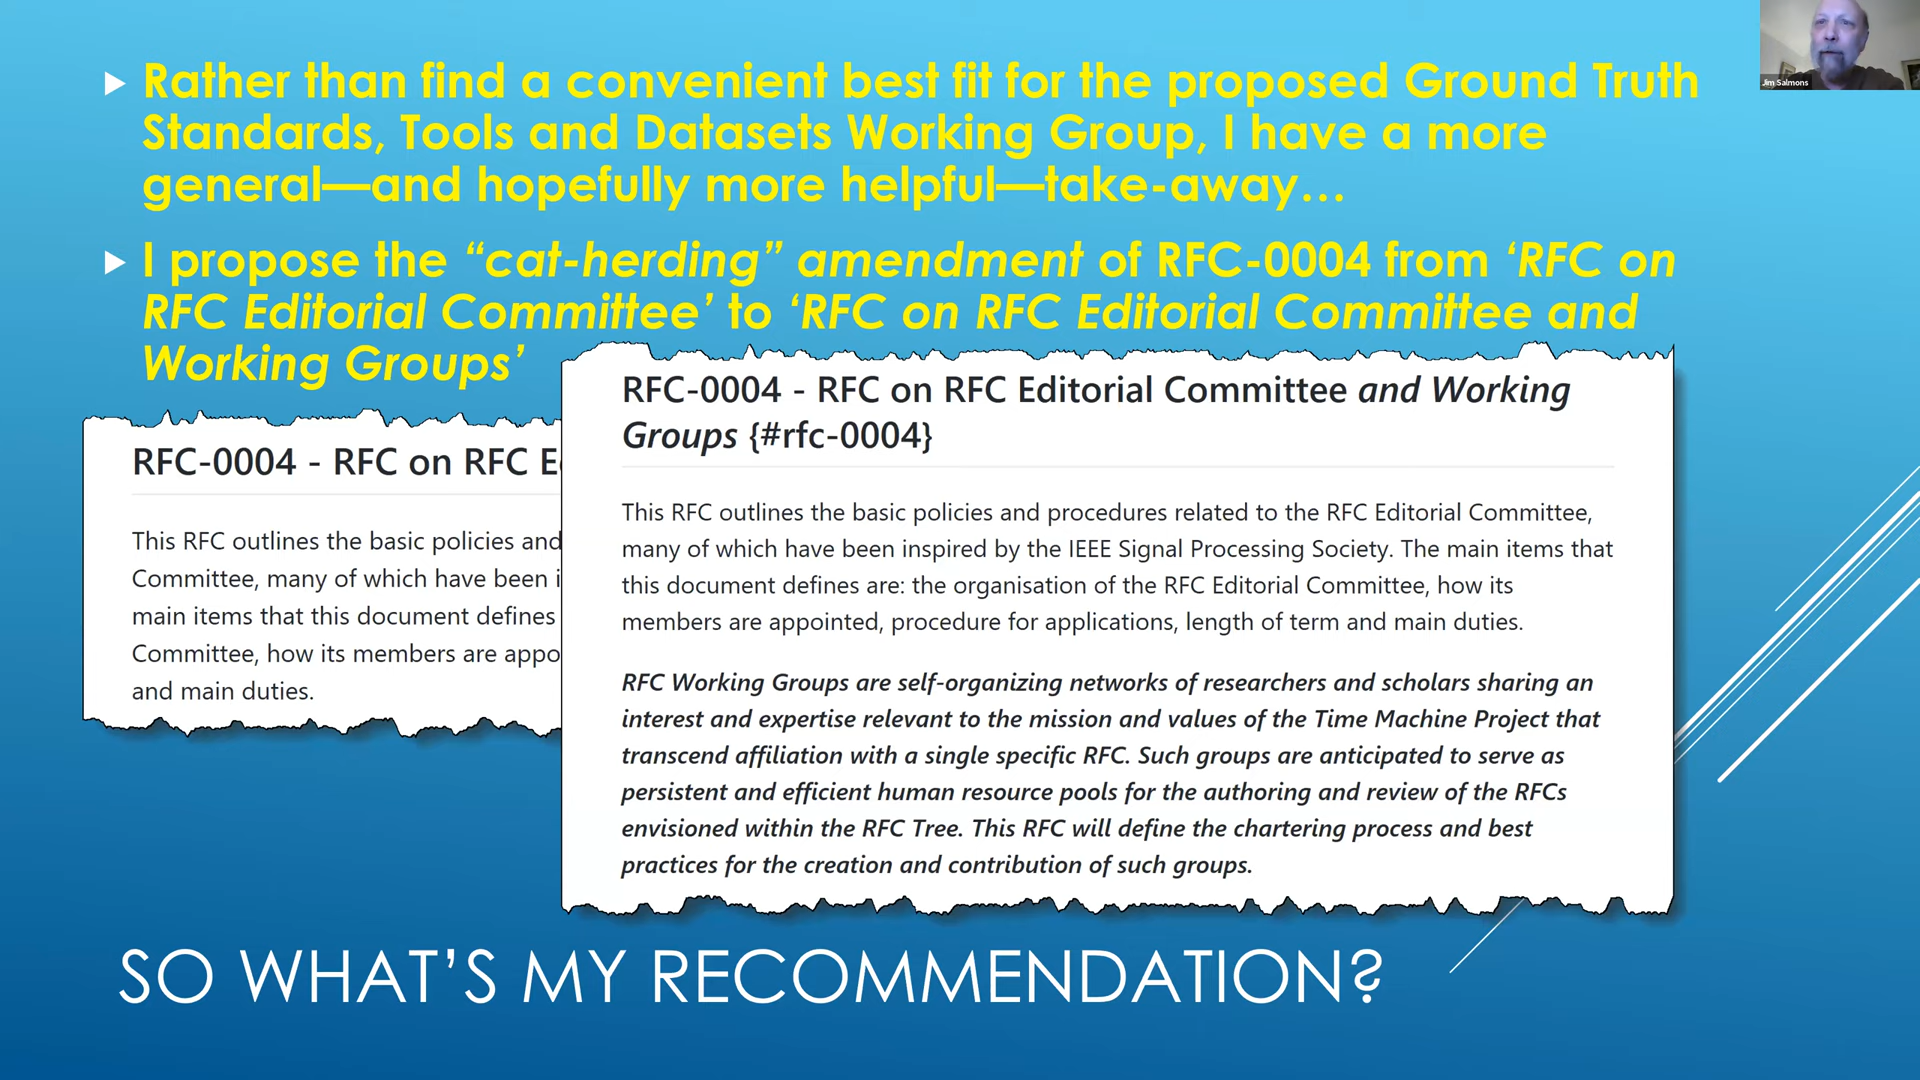 Rather than find a convenient best fit for the proposed Ground Truth
Standards, Tools and Datasets Working Group, I have a more
general—and hopefully more helpful—take-away…
I propose the “cat-herding” amendment of RFC-0004 from ‘RFC on
RFC Editorial Committee’ to ‘RFC on RFC Editorial Committee and
Working Groups’
RFC-0004 - RFC on RFC E
This RFC outlines the basic policies and
Committee, many of which have been i
main items that this document defines
Committee, how its members are appo
and main duties.
RFC-0004 - RFC on RFC Editorial Committee and Working
Groups {#rfc-0004}
This RFC outlines the basic policies and procedures related to the RFC Editorial Committee,
many of which have been inspired by the IEEE Signal Processing Society. The main items that
this document defines are: the organisation of the RFC Editorial Committee, how its
members are appointed, procedure for applications, length of term and main duties.
RFC Working Groups are self-organizing networks of researchers and scholars sharing an
interest and expertise relevant to the mission and values of the Time Machine Project that
transcend affiliation with a single specific RFC. Such groups are anticipated to serve as
persistent and efficient human resource pools for the authoring and review of the RFCs
envisioned within the RFC Tree. This RFC will define the chartering process and best
practices for the creation and contribution of such groups.
SO WHAT’S MY RECOMMENDATION?
Jim Salmons